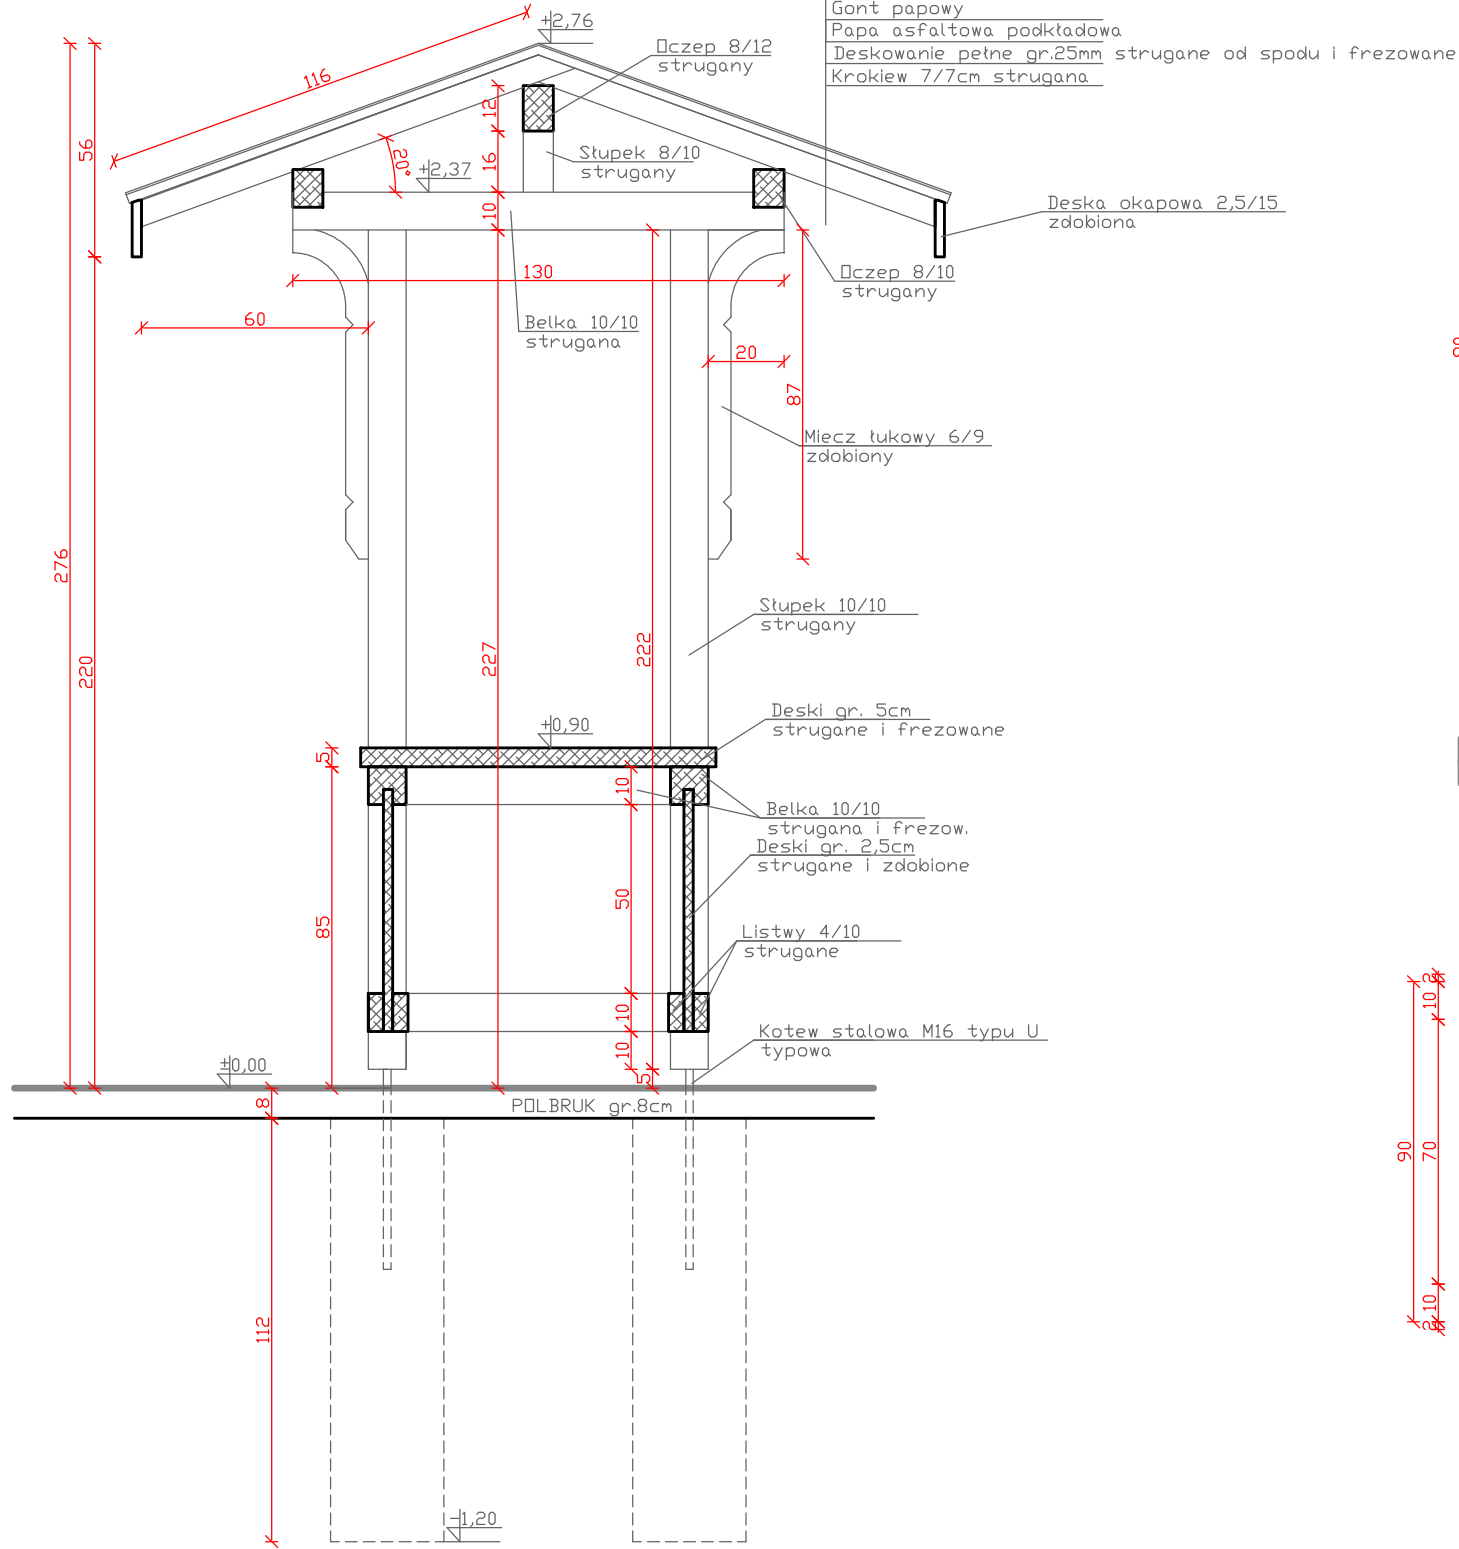 Gont papowy
Papa asfaltowa podkładowa
Deskowanie pełne gr.25mm strugane od spodu i frezowane
Krokiew 7/7cm strugana
+2,76
Oczep 8/12
strugany
116
12
56
20°
+2,37
16
Słupek 8/10
strugany
10
Deska okapowa 2,5/15
zdobiona
130
Oczep 8/10
strugany
60
Belka 10/10
strugana
20
87
Miecz łukowy 6/9
zdobiony
276
220
227
222
Słupek 10/10
strugany
+0,90
Deski gr. 5cm
strugane i frezowane
5
10
Belka 10/10
strugana i frezow.
Deski gr. 2,5cm
strugane i zdobione
85
50
Listwy 4/10
strugane
10
10
5
Kotew stalowa M16 typu U
typowa
±0,00
8
POLBRUK gr.8cm
112
-1,20
10
90
70
10